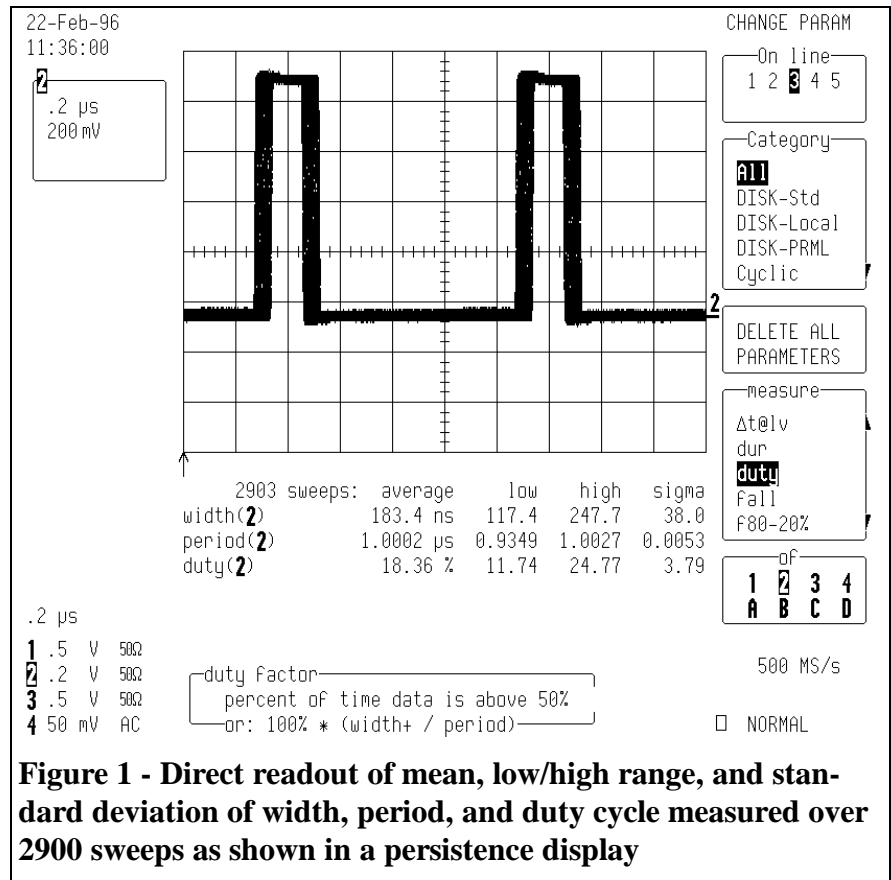 22-Feb-96
11:36:00
2
.2 µs
200 mV
2
2903 sweeps: average low high sigma
width(2) 183.4 ns 117.4 247.7 38.0
period(2) 1.0002 µs 0.9349 1.0027 0.0053
duty(2) 18.36 % 11.74 24.77 3.79
.2 µs
1 .5 V 50Ω
2 .2 V 50Ω
3 .5 V 50Ω
4 50 mV AC
duty factor
percent of time data is above 50%
or: 100% * (width+ / period)
CHANGE PARAM
On line
1 2 3 4 5
Category
All
DISK-Std
DISK-Local
DISK-PRML
Cyclic
DELETE ALL
PARAMETERS
measure
Δt@lv
dur
duty
fall
f80-20%
of
1 2 3 4
A B C D
500 MS/s
□ NORMAL
Figure 1 - Direct readout of mean, low/high range, and stan-
dard deviation of width, period, and duty cycle measured over
2900 sweeps as shown in a persistence display